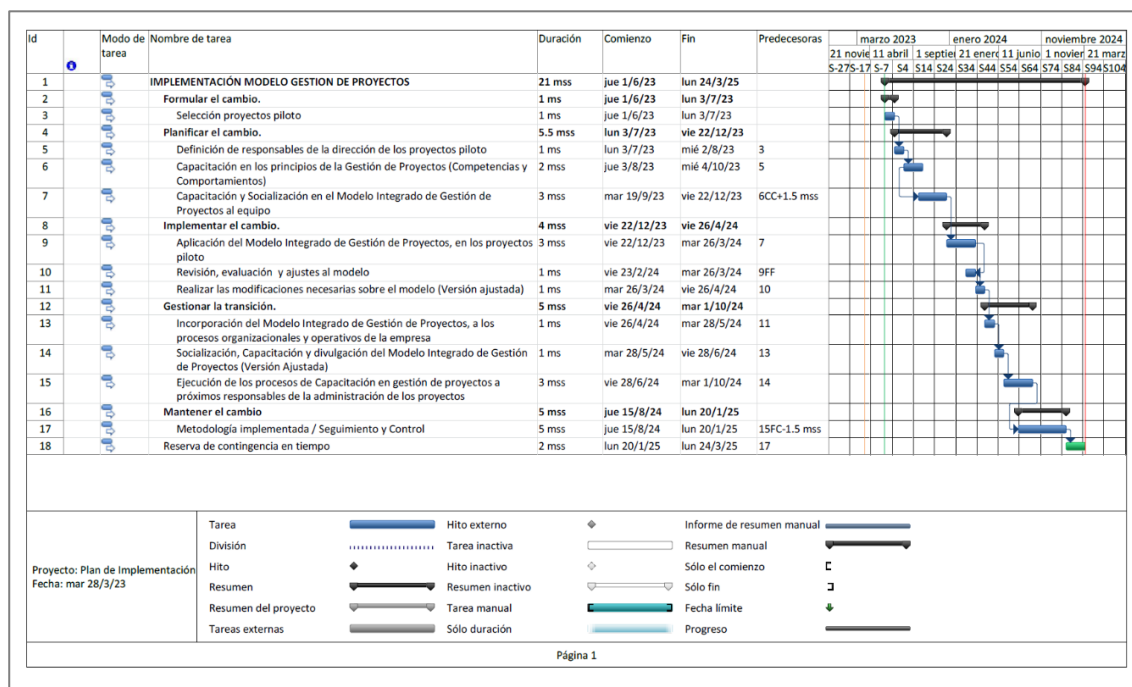 Id Modo de tarea Nombre de tarea Duración Comienzo Fin Predecesoras
marzo 2023 enero 2024 noviembre 2024
21 novie 11 abril 1 septie 21 enero 11 junio 1 novier 21 marz
S-27 S-17 S-7 S4 S14 S24 S34 S44 S54 S64 S74 S84 S94 S104
1 IMPLEMENTACIÓN MODELO GESTION DE PROYECTOS 21 mss jue 1/6/23 lun 24/3/25
2 Formular el cambio. 1 ms jue 1/6/23 lun 3/7/23
3 Selección proyectos piloto 1 ms jue 1/6/23 lun 3/7/23
4 Planificar el cambio. 5.5 mss lun 3/7/23 vie 22/12/23
5 Definición de responsables de la dirección de los proyectos piloto 1 ms lun 3/7/23 mié 2/8/23 3
6 Capacitación en los principios de la Gestión de Proyectos (Competencias y 2 mss jue 3/8/23 mié 4/10/23 5
Comportamientos)
7 Capacitación y Socialización en el Modelo Integrado de Gestión de 3 mss mar 19/9/23 vie 22/12/23 6CC+1.5 mss
Proyectos al equipo
8 Implementar el cambio. 4 mss vie 22/12/23 vie 26/4/24
9 Aplicación del Modelo Integrado de Gestión de Proyectos, en los proyectos 3 mss vie 22/12/23 mar 26/3/24 7
piloto
10 Revisión, evaluación y ajustes al modelo 1 ms vie 23/2/24 mar 26/3/24 9FF
11 Realizar las modificaciones necesarias sobre el modelo (Versión ajustada) 1 ms mar 26/3/24 vie 26/4/24 10
12 Gestionar la transición. 5 mss vie 26/4/24 mar 1/10/24
13 Incorporación del Modelo Integrado de Gestión de Proyectos, a los 1 ms vie 26/4/24 mar 28/5/24 11
procesos organizacionales y operativos de la empresa
14 Socialización, Capacitación y divulgación del Modelo Integrado de Gestión 1 ms mar 28/5/24 vie 28/6/24 13
de Proyectos (Versión Ajustada)
15 Ejecución de los procesos de Capacitación en gestión de proyectos a 3 mss vie 28/6/24 mar 1/10/24 14
próximos responsables de la administración de los proyectos
16 Mantener el cambio 5 mss jue 15/8/24 lun 20/1/25
17 Metodología implementada / Seguimiento y Control 5 mss jue 15/8/24 lun 20/1/25 15FC-1.5 mss
18 Reserva de contingencia en tiempo 2 mss lun 20/1/25 lun 24/3/25 17
Proyecto: Plan de Implementación
Fecha: mar 28/3/23
Tarea Hito externo Informe de resumen manual
División Tarea inactiva Resumen manual
Hito Hito inactivo Sólo el comienzo
Resumen Resumen inactivo Sólo fin
Resumen del proyecto Tarea manual Fecha límite
Tareas externas Sólo duración Progreso
Página 1